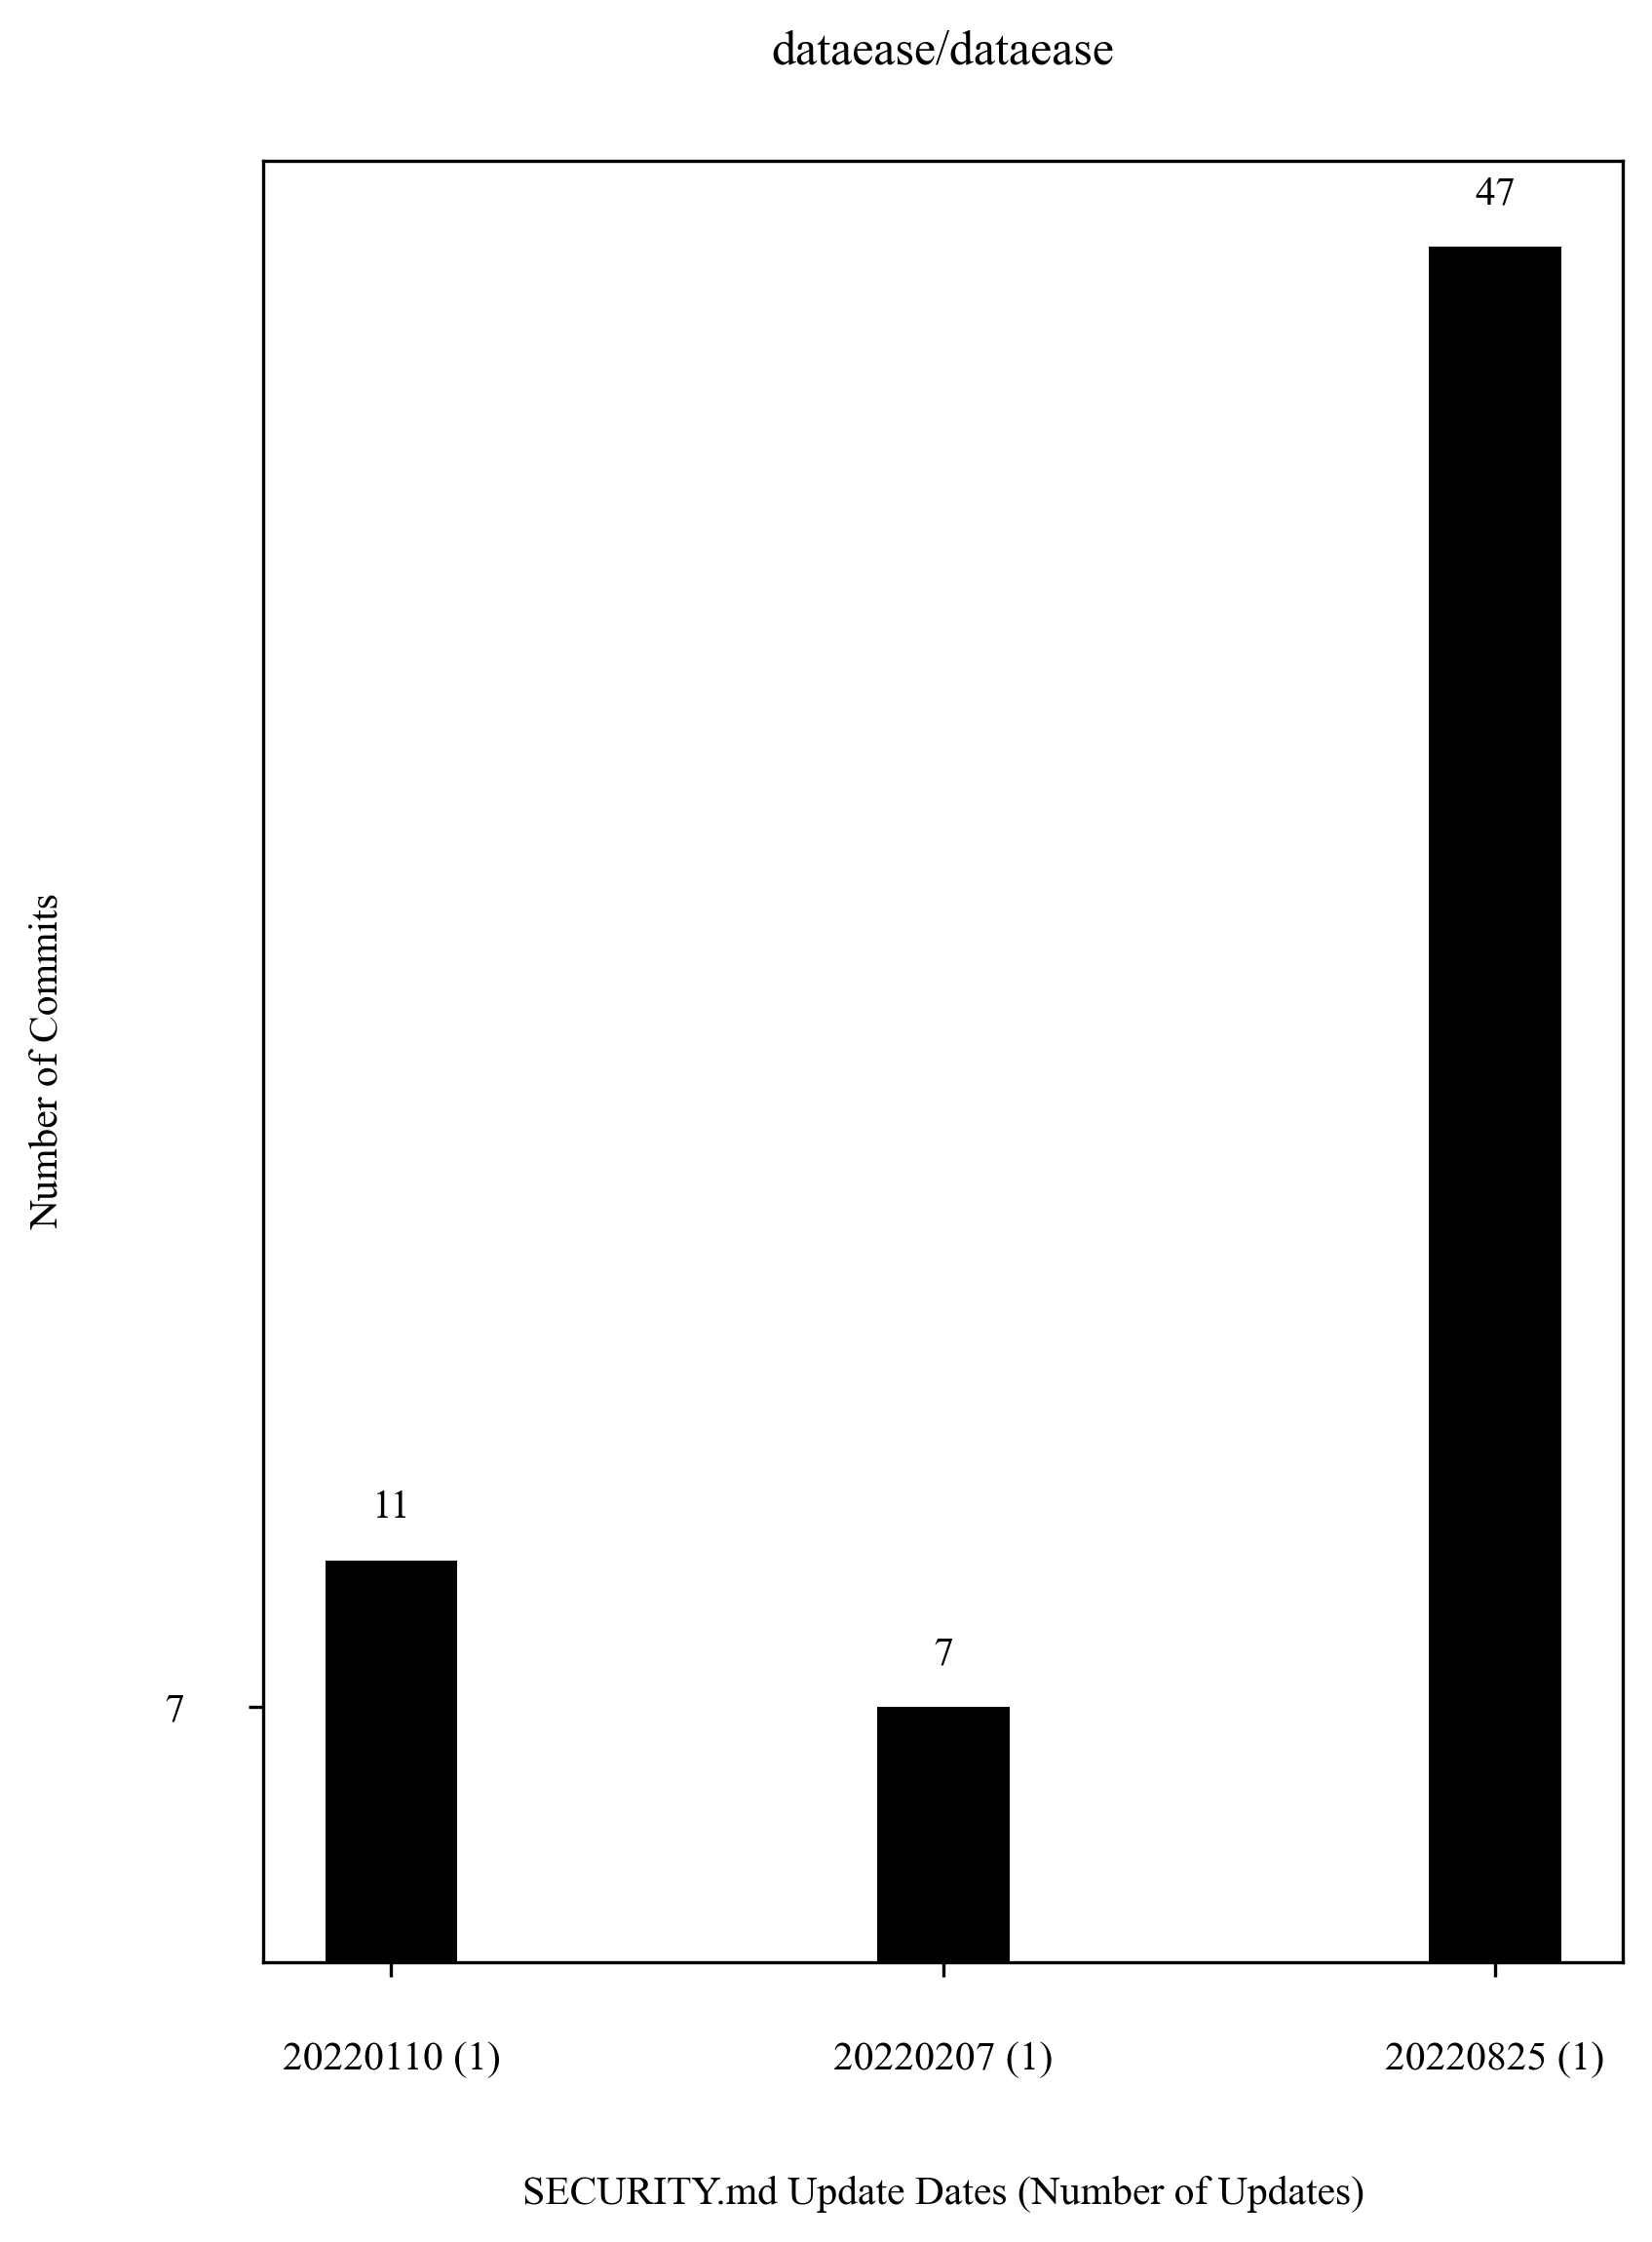 dataease/dataease
47
Number of Commits
11
7
7
20220110 (1)
20220207 (1)
20220825 (1)
SECURITY.md Update Dates (Number of Updates)